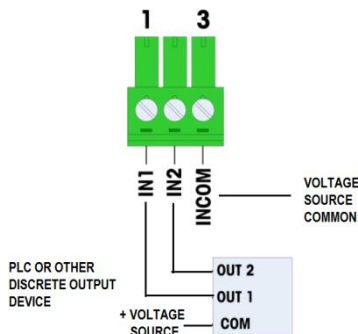 1 3
IN1
IN2
INCOM
VOLTAGE
SOURCE
COMMON
PLC OR OTHER
DISCRETE OUTPUT
DEVICE
OUT 2
OUT 1
+ VOLTAGE
SOURCE
COM